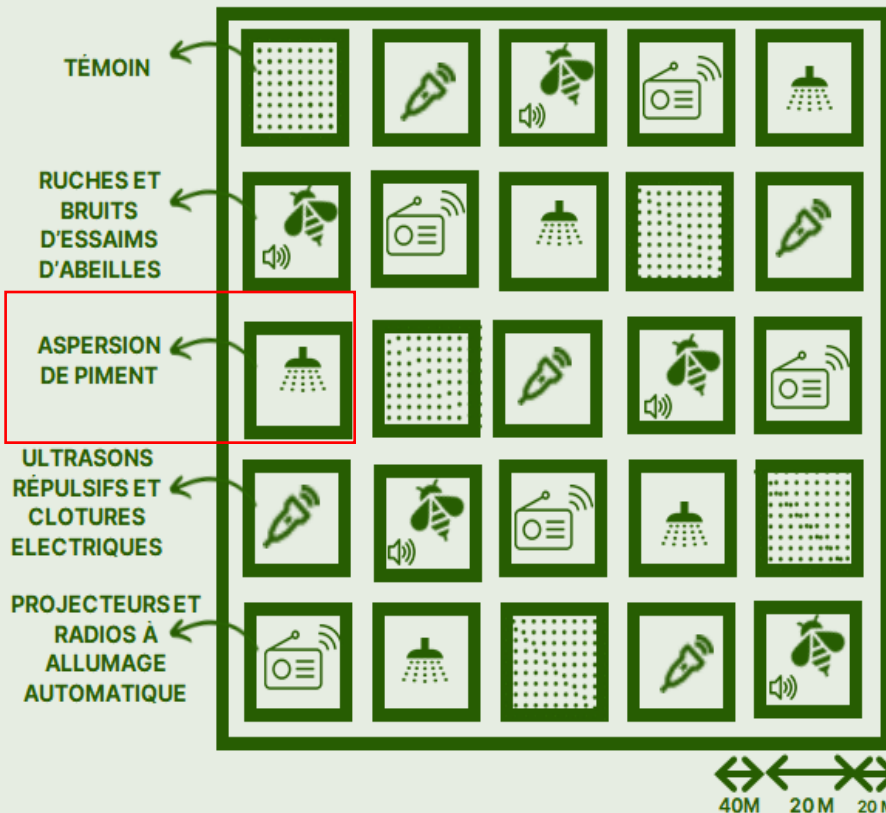 TÉMOIN
RUCHES ET
BRUITS
D'ESSAIMS
D'ABEILLES
ASPERSION
DE PIMENT
ULTRASONS
RÉPULSIFS ET
CLOTURES
ELECTRIQUES
PROJECTEURS ET
RADIOS À
ALLUMAGE
AUTOMATIQUE
40M 20 M 20 M